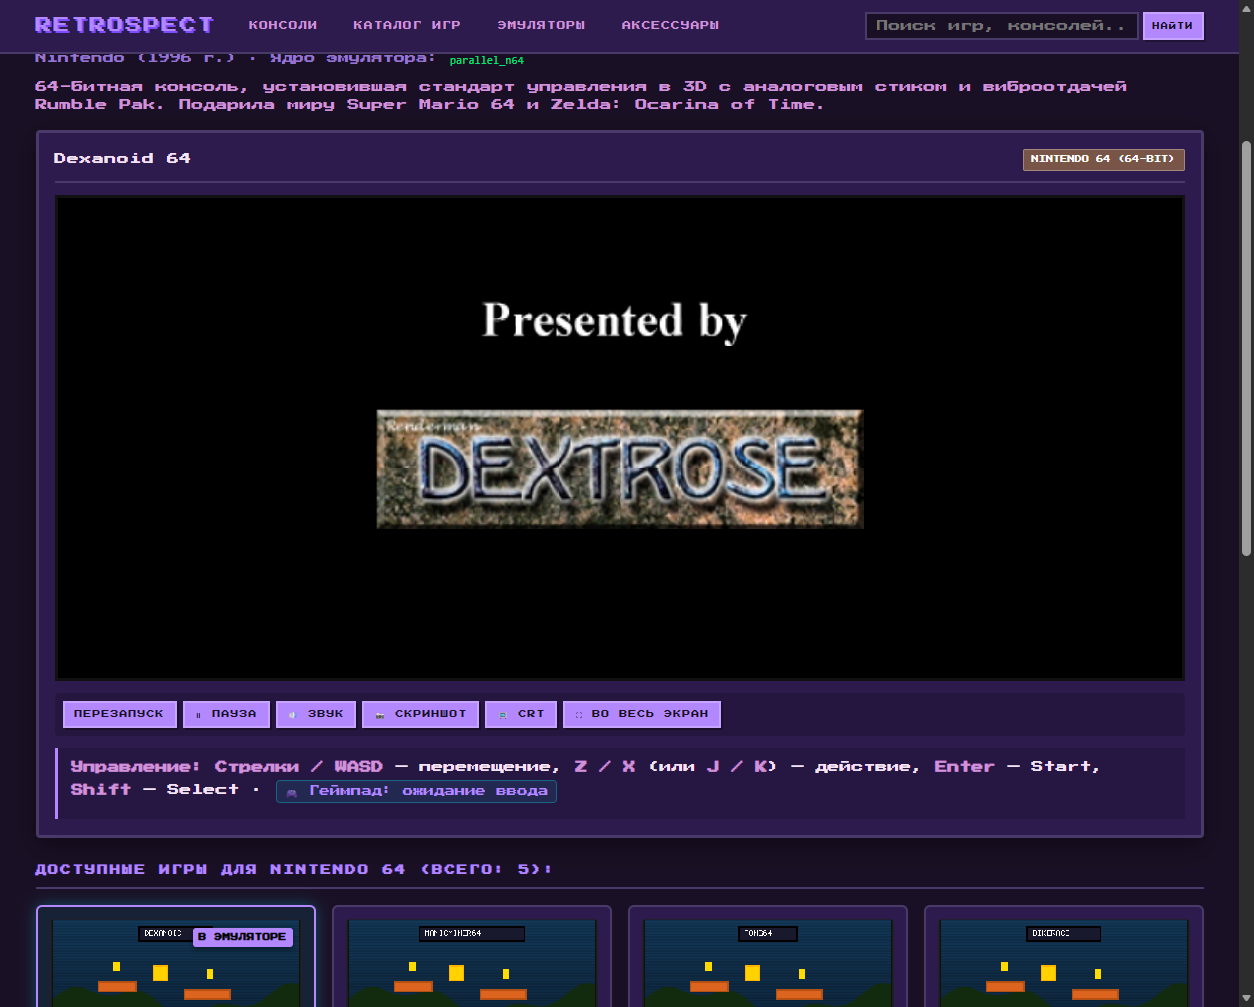 RETROSPECT
КОНСОЛИ
КАТАЛОГ ИГР
ЭМУЛЯТОРЫ
АКСЕССУАРЫ
Поиск игр, консолей..
НАЙТИ
Nintendo (1996 г.) · Ядро эмулятора: parallel_n64
64-битная консоль, установившая стандарт управления в 3D с аналоговым стиком и виброотдачей
Rumble Pak. Подарила миру Super Mario 64 и Zelda: Ocarina of Time.
Dexanoid 64
NINTENDO 64 (64-BIT)
Presented by
Renderman
DEXTROSE
ПЕРЕЗАПУСК
ПАУЗА
ЗВУК
СКРИНШОТ
CRT
ВО ВЕСЬ ЭКРАН
Управление: Стрелки / WASD — перемещение, Z / X (или J / K) — действие, Enter — Start,
Shift — Select · Геймпад: ожидание ввода
ДОСТУПНЫЕ ИГРЫ ДЛЯ NINTENDO 64 (ВСЕГО: 5):
В ЭМУЛЯТОРЕ
MANICMINER64
PONG64